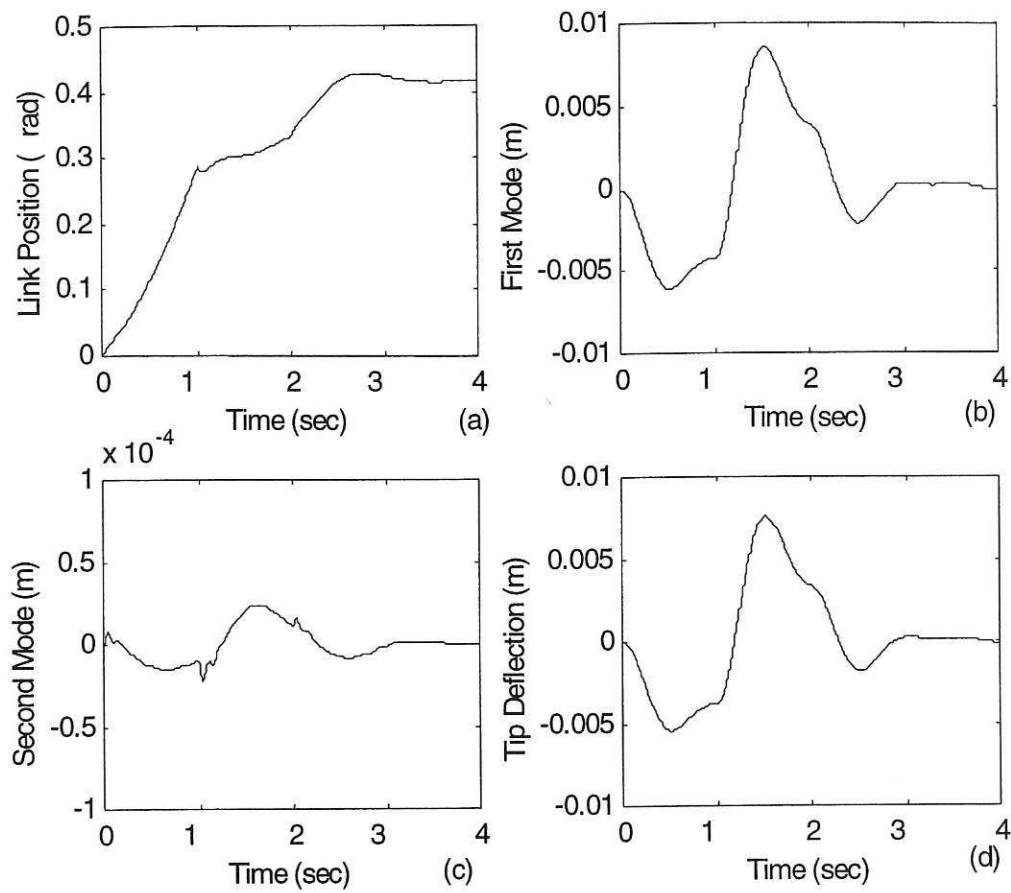 0.5
0.4
0.3
0.2
0.1
0
0 1 2 3 4
Link Position ( rad)
Time (sec)
(a)
0.01
0.005
0
-0.005
-0.01
0 1 2 3 4
First Mode (m)
Time (sec)
(b)
x 10^-4
1
0.5
0
-0.5
-1
0 1 2 3 4
Second Mode (m)
Time (sec)
(c)
0.01
0.005
0
-0.005
-0.01
0 1 2 3 4
Tip Deflection (m)
Time (sec)
(d)